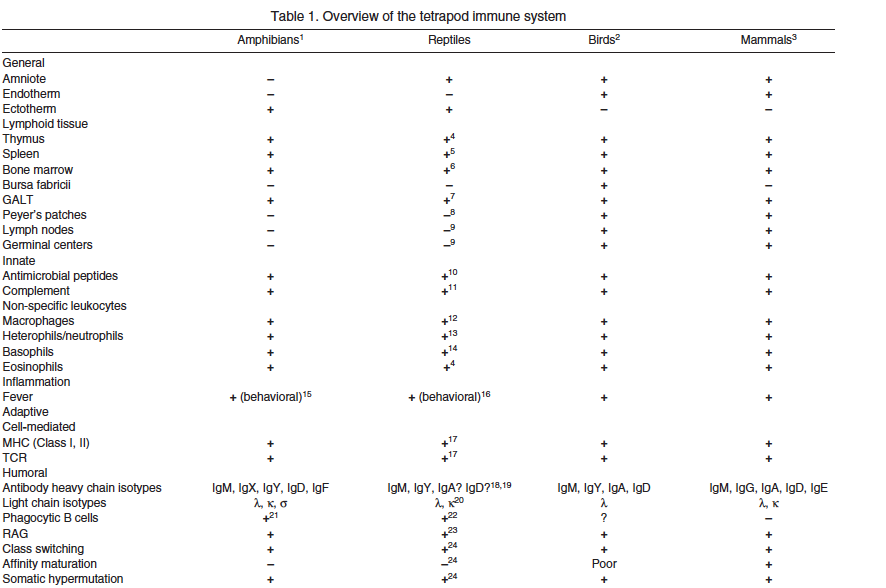 Table 1. Overview of the tetrapod immune system
Amphibians¹ Reptiles Birds² Mammals³
General
Amniote – + + +
Endotherm – – + +
Ectotherm + + – –
Lymphoid tissue
Thymus + +⁴ + +
Spleen + +⁵ + +
Bone marrow + +⁶ + +
Bursa fabricii – – + –
GALT + +⁷ + +
Peyer's patches – –⁸ + +
Lymph nodes – –⁹ + +
Germinal centers – –⁹ + +
Innate
Antimicrobial peptides + +¹⁰ + +
Complement + +¹¹ + +
Non-specific leukocytes
Macrophages + +¹² + +
Heterophils/neutrophils + +¹³ + +
Basophils + +¹⁴ + +
Eosinophils + +⁴ + +
Inflammation
Fever + (behavioral)¹⁵ + (behavioral)¹⁶ + +
Adaptive
Cell-mediated
MHC (Class I, II) + +¹⁷ + +
TCR + +¹⁷ + +
Humoral
Antibody heavy chain isotypes IgM, IgX, IgY, IgD, IgF IgM, IgY, IgA? IgD?¹⁸,¹⁹ IgM, IgY, IgA, IgD IgM, IgG, IgA, IgD, IgE
Light chain isotypes λ, κ, σ λ, κ²⁰ λ λ, κ
Phagocytic B cells +²¹ +²² ? –
RAG + +²³ + +
Class switching + +²⁴ + +
Affinity maturation – –²⁴ Poor +
Somatic hypermutation + +²⁴ + +